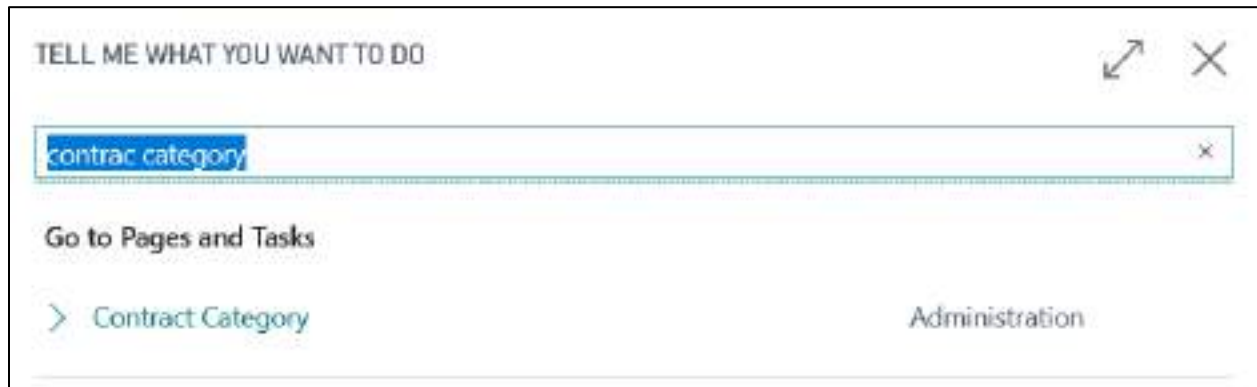 TELL ME WHAT YOU WANT TO DO
contrac category
Go to Pages and Tasks
Contract Category Administration